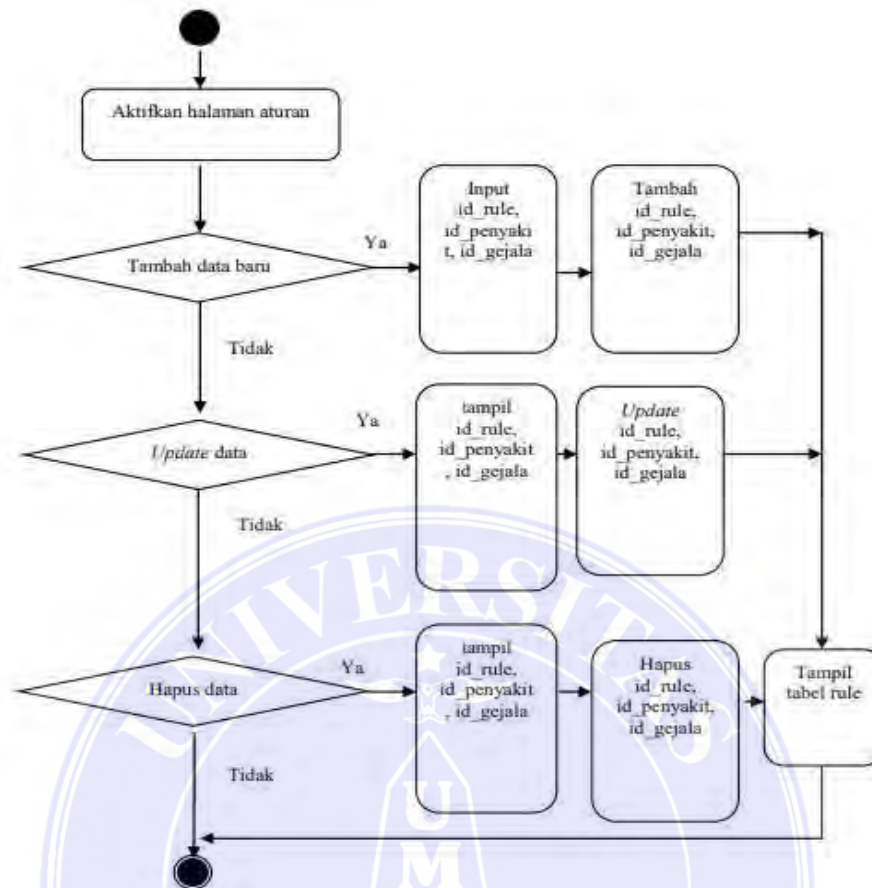 Aktifkan halaman aturan
Input
id_rule,
id_penyaki
t, id_gejala
Tambah
id_rule,
id_penyakit,
id_gejala
Ya
Tambah data baru
Tidak
tampil
id_rule,
id_penyakit
, id_gejala
Update
id_rule,
id_penyakit,
id_gejala
Ya
Update data
Tidak
tampil
id_rule,
id_penyakit
, id_gejala
Hapus
id_rule,
id_penyakit,
id_gejala
Tampil
tabel rule
Ya
Hapus data
Tidak
UNIVERSITAS
U
M